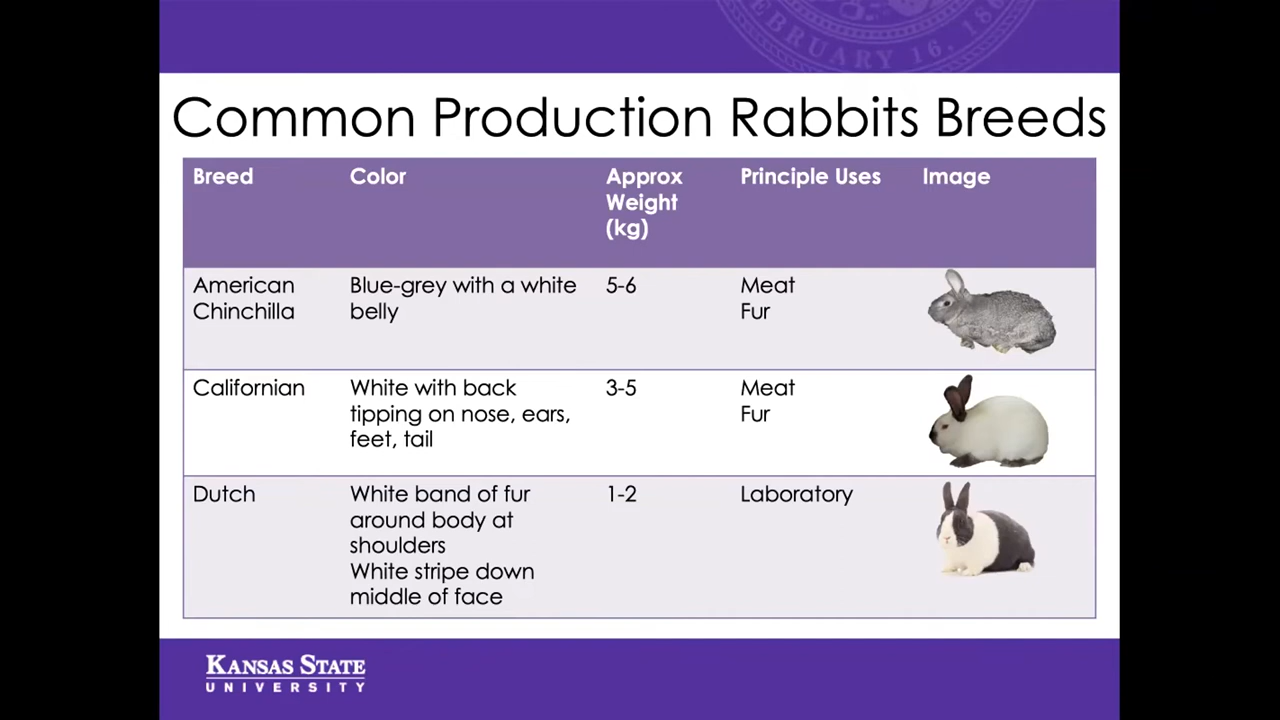 FEBRUARY 16, 186
Common Production Rabbits Breeds
Breed
Color
Approx
Weight
(kg)
Principle Uses
Image
American
Chinchilla
Blue-grey with a white
belly
5-6
Meat
Fur
Californian
White with back
tipping on nose, ears,
feet, tail
3-5
Meat
Fur
Dutch
White band of fur
around body at
shoulders
White stripe down
middle of face
1-2
Laboratory
KANSAS STATE
UNIVERSITY